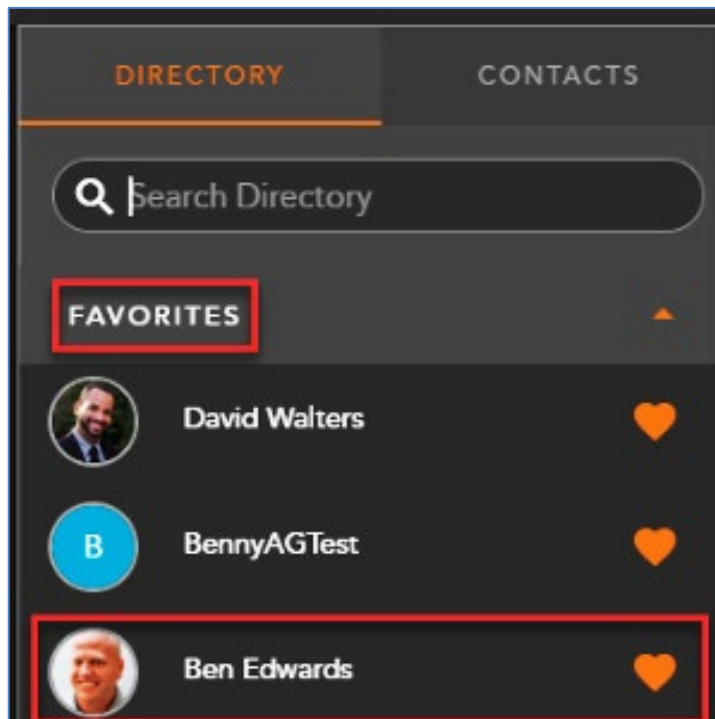 DIRECTORY CONTACTS
Search Directory
FAVORITES
David Walters
B BennyAGTest
Ben Edwards